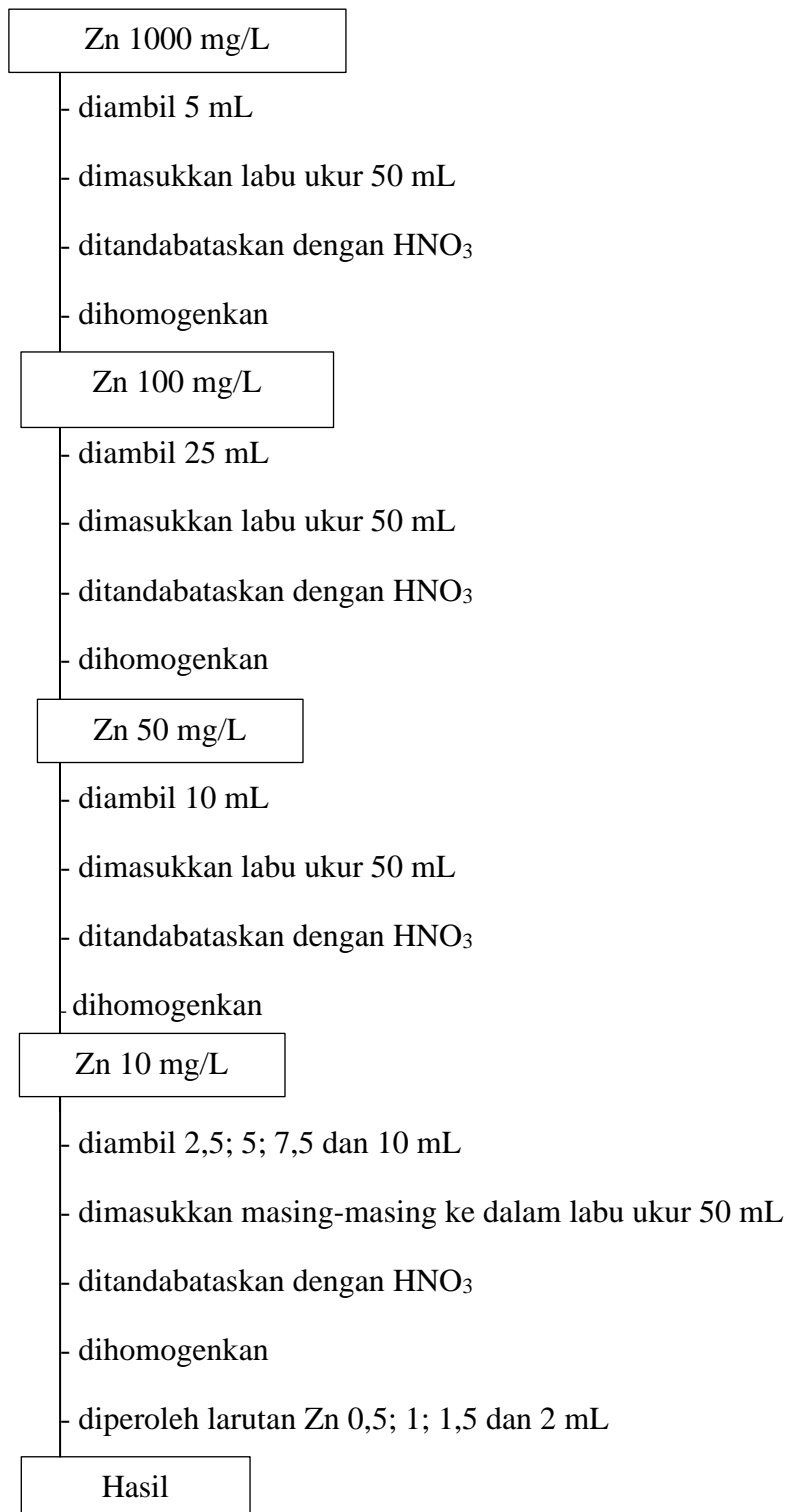 Zn 1000 mg/L
- diambil 5 mL
- dimasukkan labu ukur 50 mL
- ditandabataskan dengan HNO₃
- dihomogenkan
Zn 100 mg/L
- diambil 25 mL
- dimasukkan labu ukur 50 mL
- ditandabataskan dengan HNO₃
- dihomogenkan
Zn 50 mg/L
- diambil 10 mL
- dimasukkan labu ukur 50 mL
- ditandabataskan dengan HNO₃
- dihomogenkan
Zn 10 mg/L
- diambil 2,5; 5; 7,5 dan 10 mL
- dimasukkan masing-masing ke dalam labu ukur 50 mL
- ditandabataskan dengan HNO₃
- dihomogenkan
- diperoleh larutan Zn 0,5; 1; 1,5 dan 2 mL
Hasil